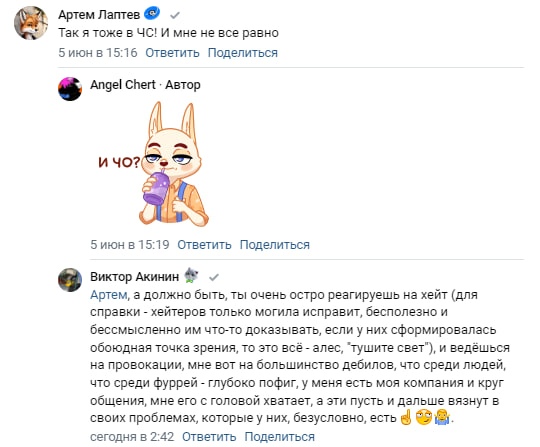 Артем Лаптев
Так я тоже в ЧС! И мне не все равно
5 июн в 15:16 Ответить Поделиться
Angel Chert · Автор
И ЧО?
5 июн в 15:19 Ответить Поделиться
Виктор Акинин
Артем, а должно быть, ты очень остро реагируешь на хейт (для
справки - хейтеров только могила исправит, бесполезно и
бессмысленно им что-то доказывать, если у них сформировалась
обоюдная точка зрения, то это всё - алес, "тушите свет"), и ведёшься
на провокации, мне вот на большинство дебилов, что среди людей,
что среди фуррей - глубоко пофиг, у меня есть моя компания и круг
общения, мне его с головой хватает, а эти пусть и дальше вязнут в
своих проблемах, которые у них, безусловно, есть ☝🙄🤷.
сегодня в 2:42 Ответить Поделиться